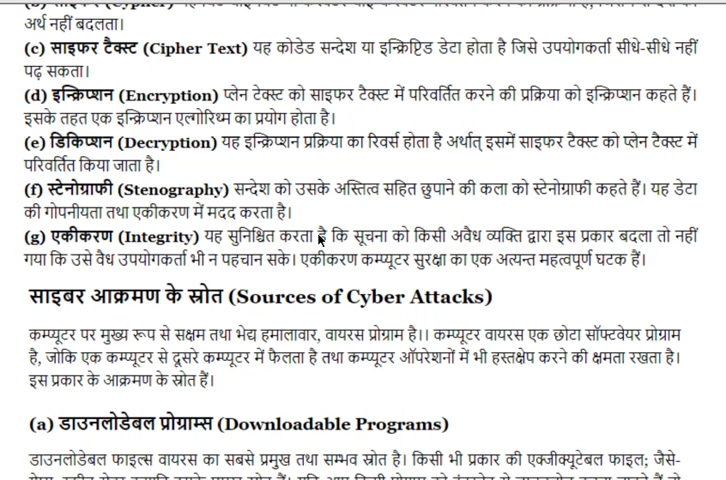 अर्थ नहीं बदलता।
(c) साइफर टैक्स्ट (Cipher Text) यह कोडेड सन्देश या इन्क्रिप्टिड डेटा होता है जिसे उपयोगकर्ता सीधे-सीधे नहीं
पढ़ सकता।
(d) इन्क्रिप्शन (Encryption) प्लेन टेक्स्ट को साइफर टैक्स्ट में परिवर्तित करने की प्रक्रिया को इन्क्रिप्शन कहते हैं।
इसके तहत एक इन्क्रिप्शन एल्गोरिथ्म का प्रयोग होता है।
(e) डिक्रिप्शन (Decryption) यह इन्क्रिप्शन प्रक्रिया का रिवर्स होता है अर्थात् इसमें साइफर टैक्स्ट को प्लेन टैक्स्ट में
परिवर्तित किया जाता है।
(f) स्टेनोग्राफी (Stenography) सन्देश को उसके अस्तित्व सहित छुपाने की कला को स्टेनोग्राफी कहते हैं। यह डेटा
की गोपनीयता तथा एकीकरण में मदद करता है।
(g) एकीकरण (Integrity) यह सुनिश्चित करता है कि सूचना को किसी अवैध व्यक्ति द्वारा इस प्रकार बदला तो नहीं
गया कि उसे वैध उपयोगकर्ता भी न पहचान सके। एकीकरण कम्प्यूटर सुरक्षा का एक अत्यन्त महत्वपूर्ण घटक हैं।
साइबर आक्रमण के स्रोत (Sources of Cyber Attacks)
कम्प्यूटर पर मुख्य रूप से सक्षम तथा भेद्य हमालावार, वायरस प्रोग्राम है।। कम्प्यूटर वायरस एक छोटा सॉफ्टवेयर प्रोग्राम
है, जोकि एक कम्प्यूटर से दूसरे कम्प्यूटर में फैलता है तथा कम्प्यूटर ऑपरेशनों में भी हस्तक्षेप करने की क्षमता रखता है।
इस प्रकार के आक्रमण के स्रोत हैं।
(a) डाउनलोडेबल प्रोग्राम्स (Downloadable Programs)
डाउनलोडेबल फाइल्स वायरस का सबसे प्रमुख तथा सम्भव स्रोत है। किसी भी प्रकार की एक्जीक्यूटेबल फाइल; जैसे-